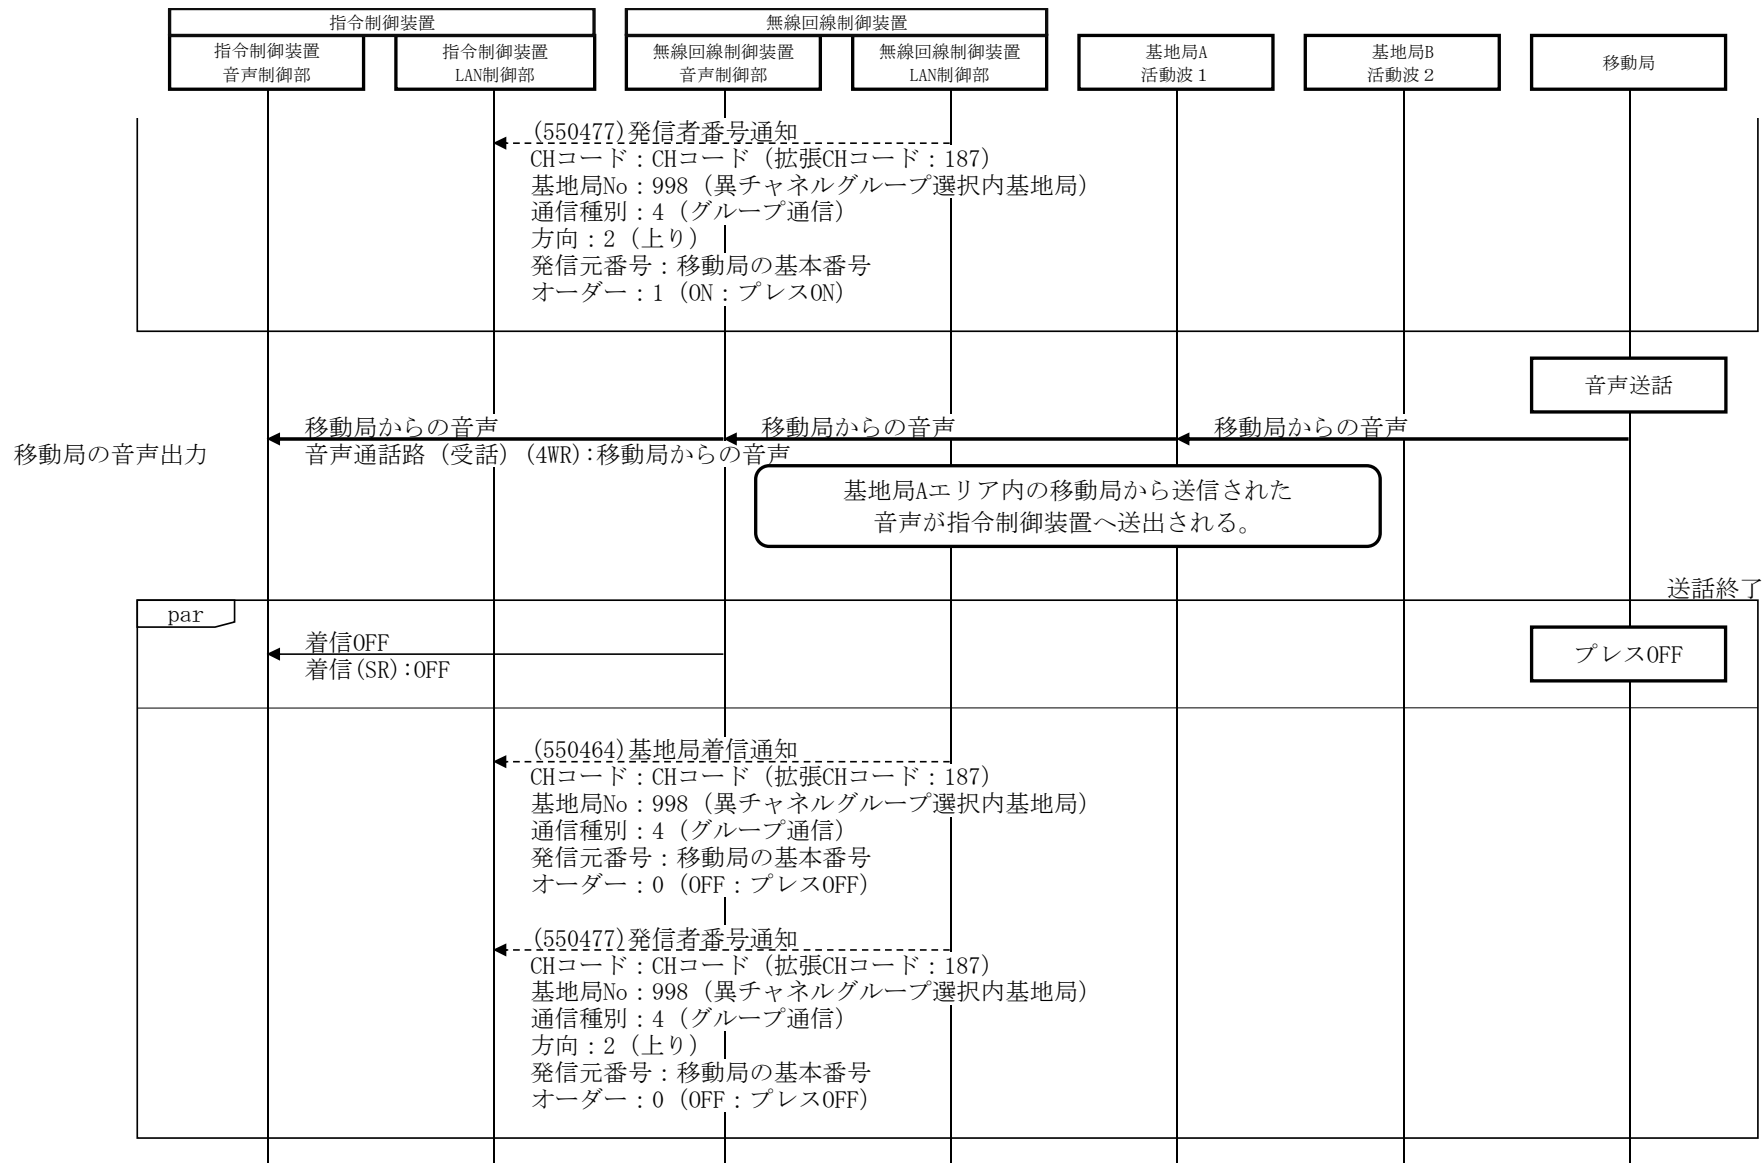 指令制御装置
無線回線制御装置
指令制御装置
音声制御部
指令制御装置
LAN制御部
無線回線制御装置
音声制御部
無線回線制御装置
LAN制御部
基地局A
活動波１
基地局B
活動波２
移動局
(550477)発信者番号通知
CHコード：CHコード（拡張CHコード：187）
基地局No：998（異チャネルグループ選択内基地局）
通信種別：4（グループ通信）
方向：2（上り）
発信元番号：移動局の基本番号
オーダー：1（ON：プレスON）
音声送話
移動局からの音声
移動局からの音声
移動局からの音声
移動局の音声出力
音声通話路（受話）(4WR):移動局からの音声
基地局Aエリア内の移動局から送信された
音声が指令制御装置へ送出される。
送話終了
par
着信OFF
着信(SR):OFF
プレスOFF
(550464)基地局着信通知
CHコード：CHコード（拡張CHコード：187）
基地局No：998（異チャネルグループ選択内基地局）
通信種別：4（グループ通信）
発信元番号：移動局の基本番号
オーダー：0（OFF：プレスOFF）
(550477)発信者番号通知
CHコード：CHコード（拡張CHコード：187）
基地局No：998（異チャネルグループ選択内基地局）
通信種別：4（グループ通信）
方向：2（上り）
発信元番号：移動局の基本番号
オーダー：0（OFF：プレスOFF）